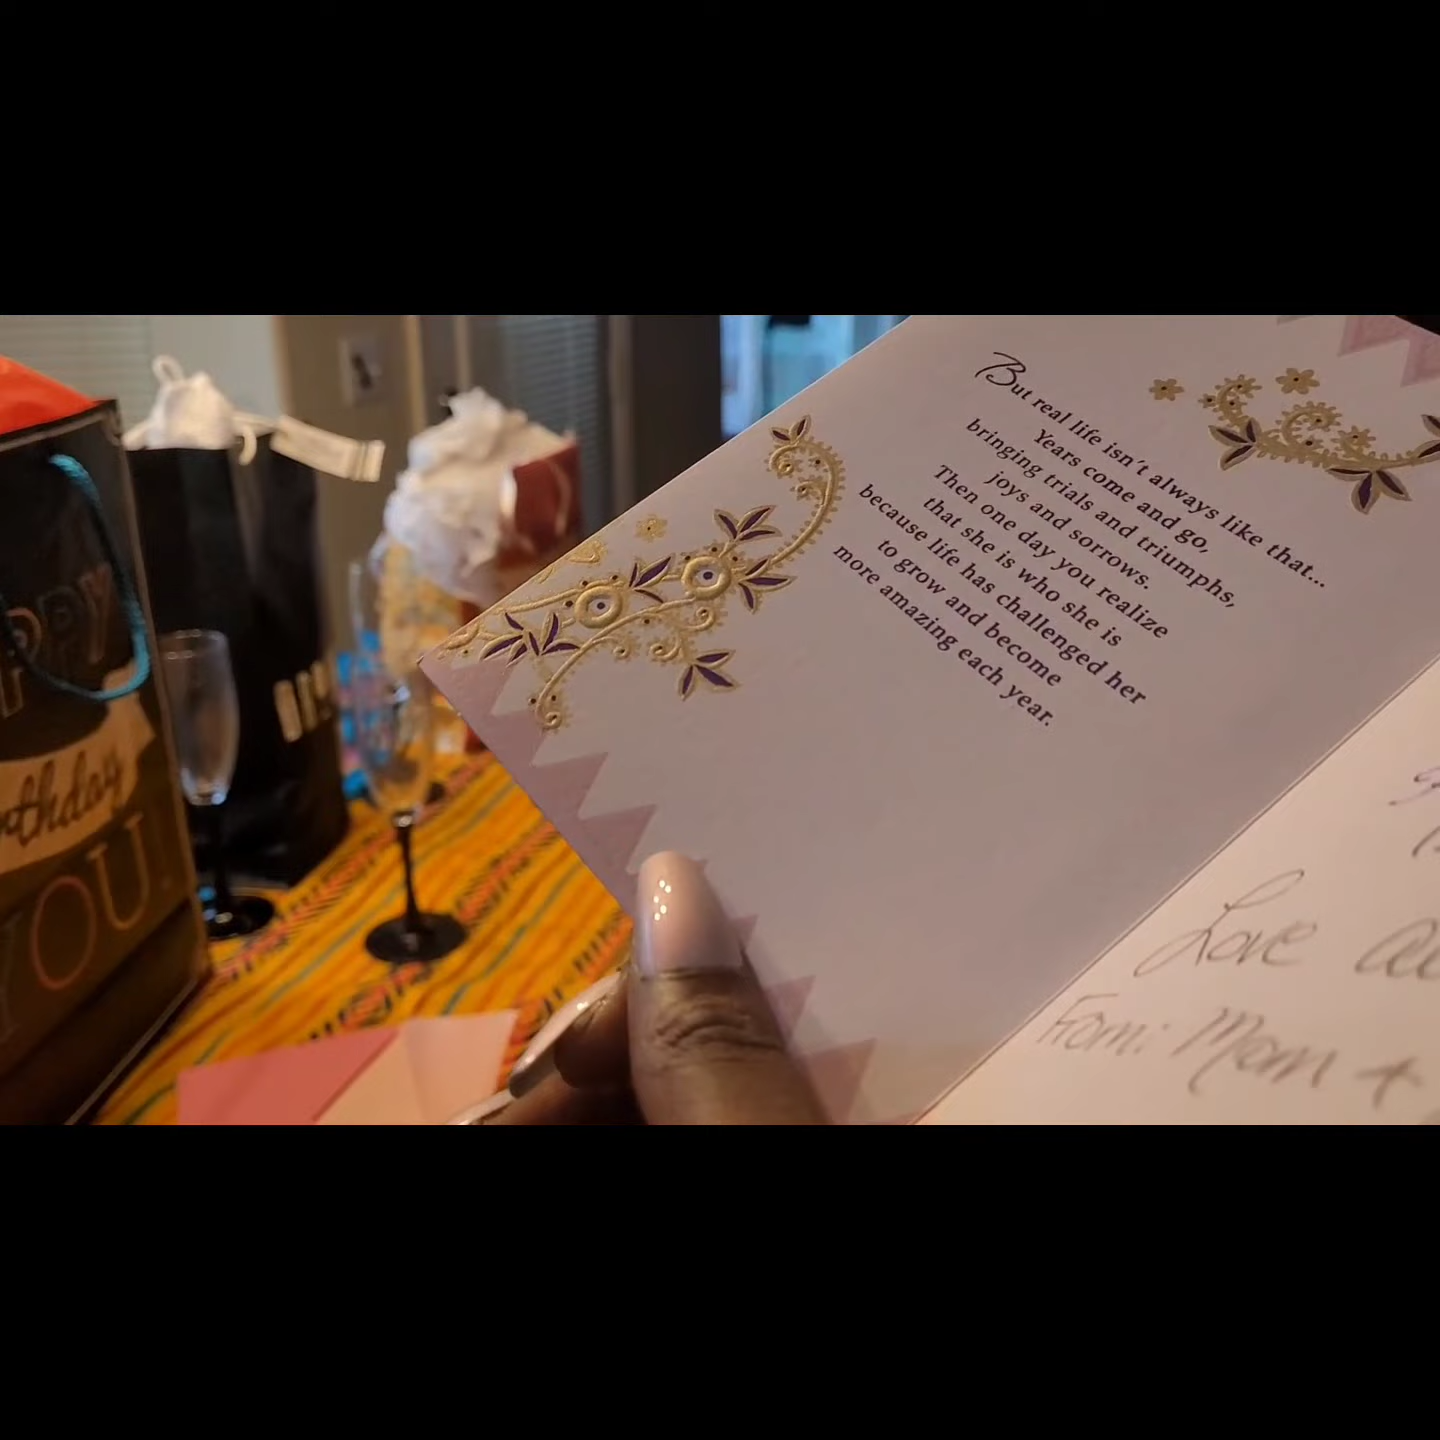 But real life isn't always like that...
Years come and go,
bringing trials and triumphs,
joys and sorrows.
Then one day you realize
that she is who she is
because life has challenged her
to grow and become
more amazing each year.
Love
From: Mom +
YOU!